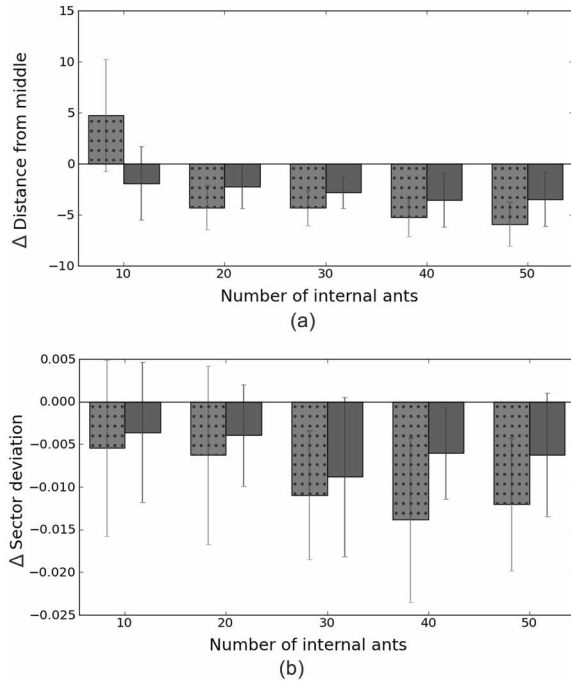 15
10
5
0
−5
−10
Δ Distance from middle
10 20 30 40 50
Number of internal ants
(a)
0.005
0.000
−0.005
−0.010
−0.015
−0.020
−0.025
Δ Sector deviation
10 20 30 40 50
Number of internal ants
(b)